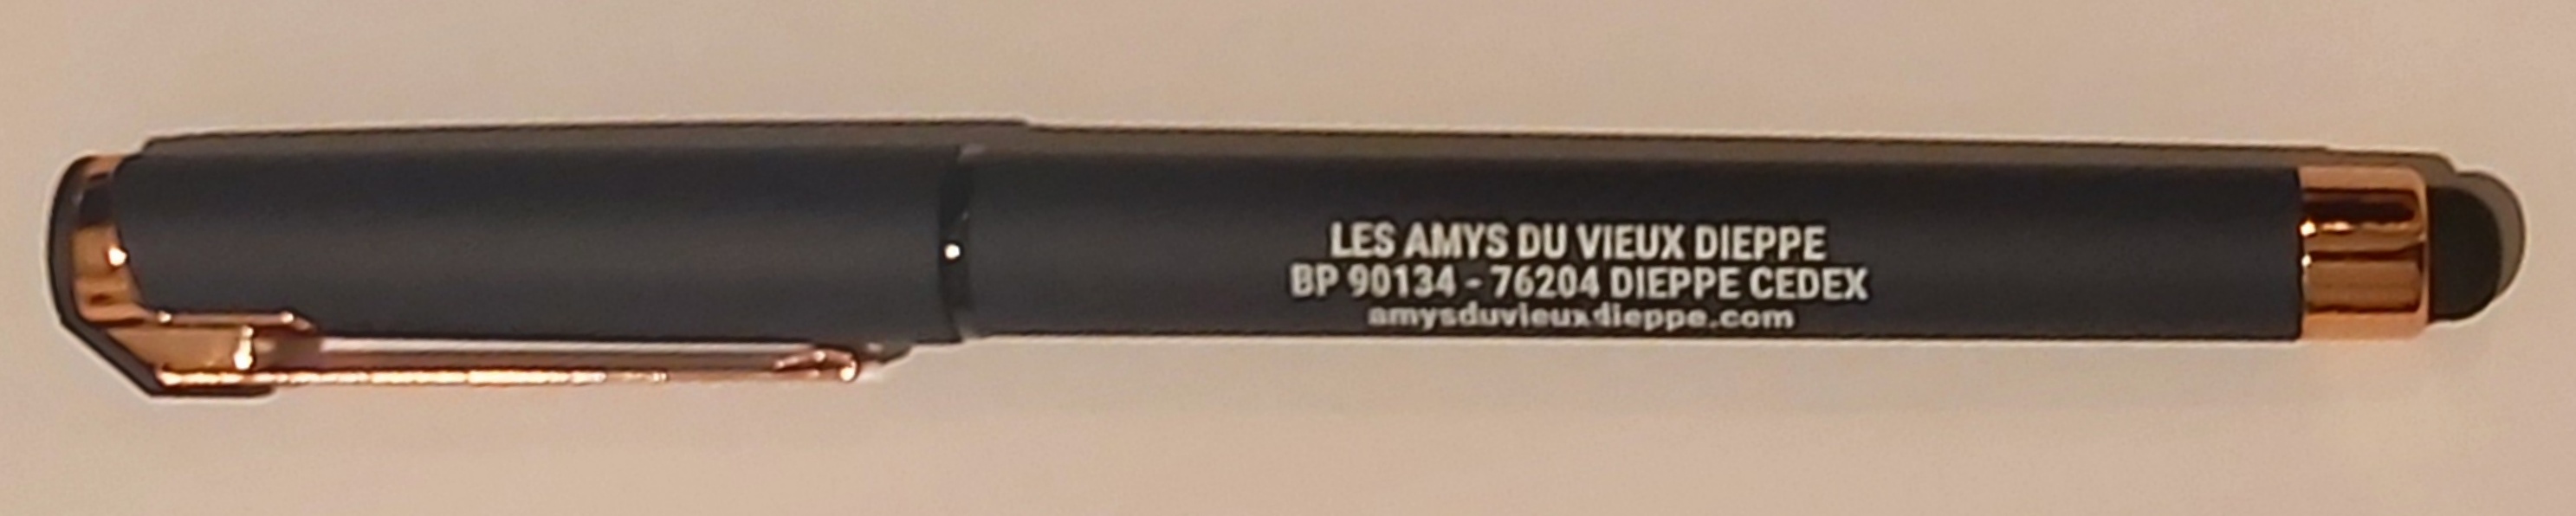 LES AMYS DU VIEUX DIEPPE
BP 90134 - 76204 DIEPPE CEDEX
amysduvieuxdieppe.com